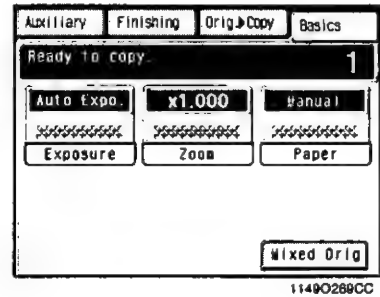 Auxiliary Finishing Orig▸Copy Basics
Ready to copy. 1
Auto Expo. x1.000 Manual
Exposure Zoom Paper
Mixed Orig
1149O289CC